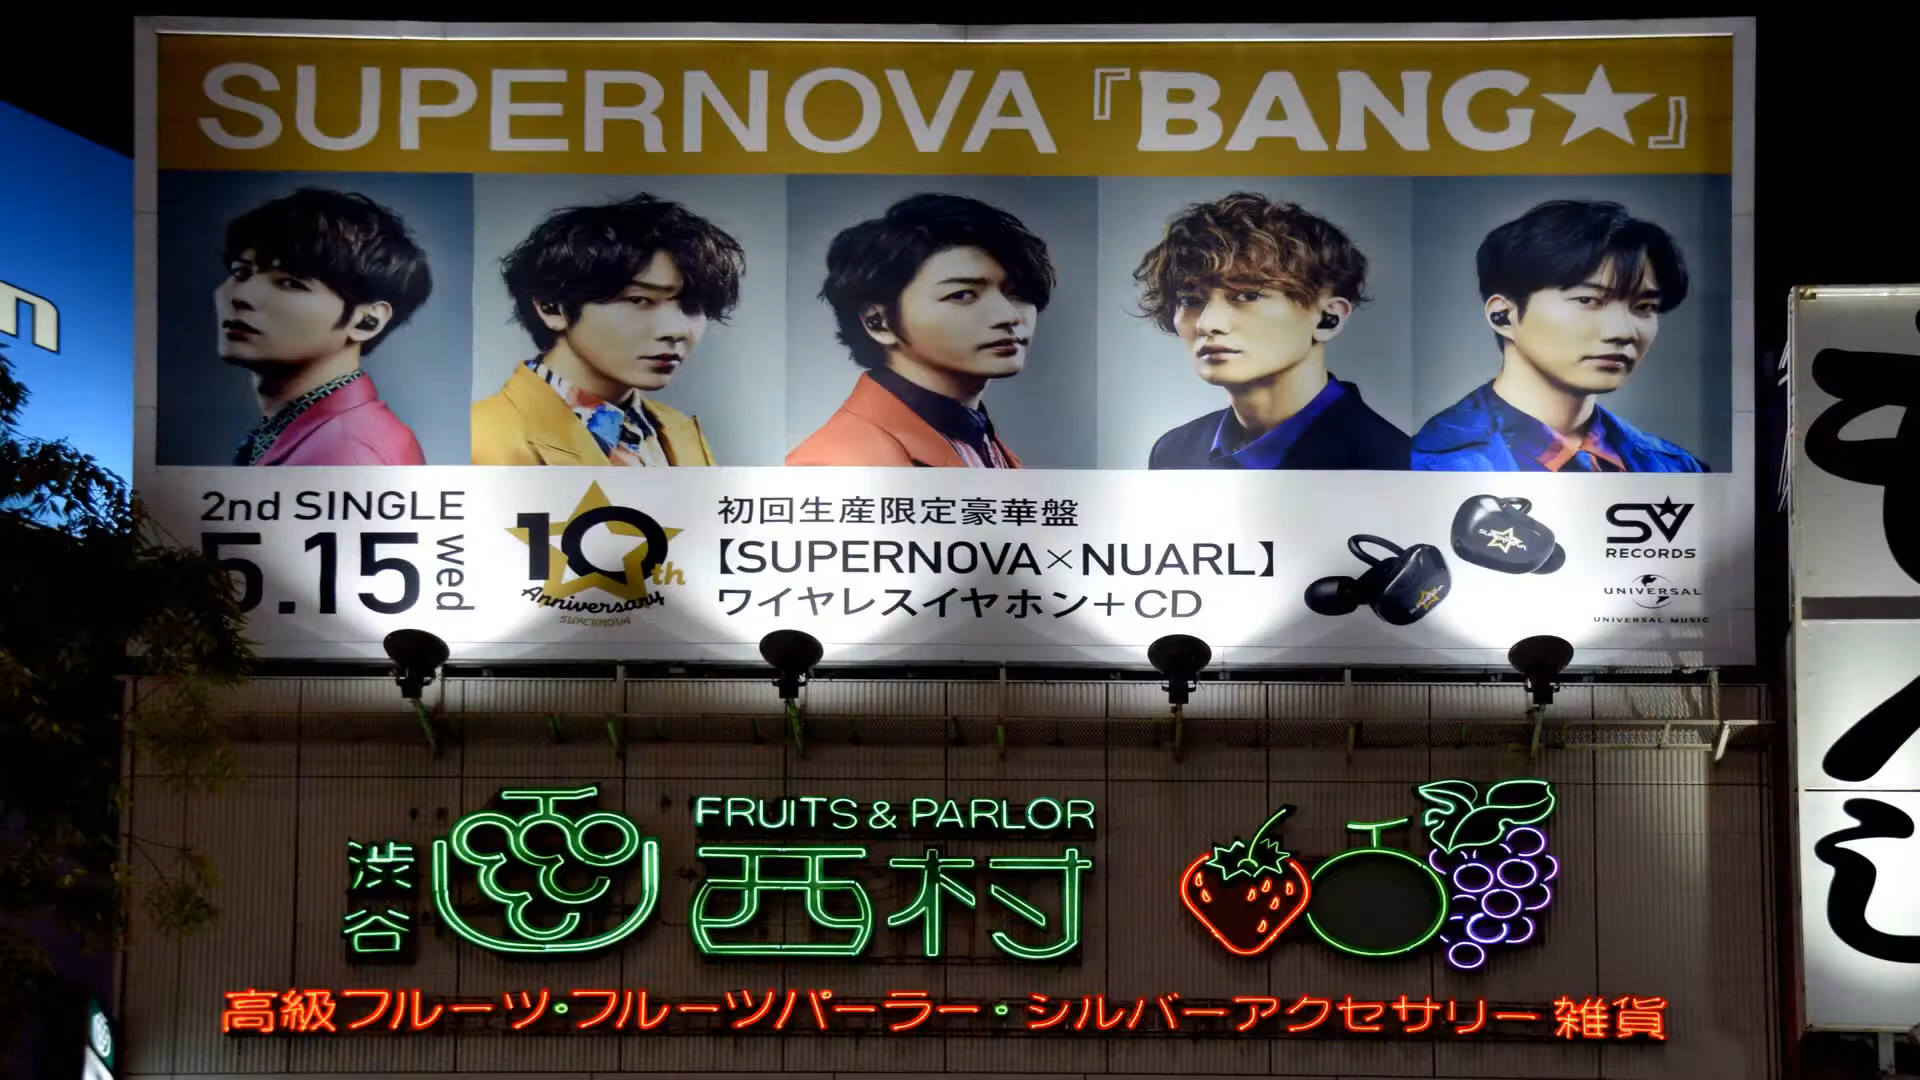 SUPERNOVA『BANG★』
2nd SINGLE
5.15 wed
10th
Anniversary
SUPERNOVA
初回生産限定豪華盤
【SUPERNOVA×NUARL】
ワイヤレスイヤホン+CD
SV
RECORDS
UNIVERSAL
UNIVERSAL MUSIC
渋谷
FRUITS & PARLOR
西村
高級フルーツ・フルーツパーラー・シルバーアクセサリー 雑貨
n